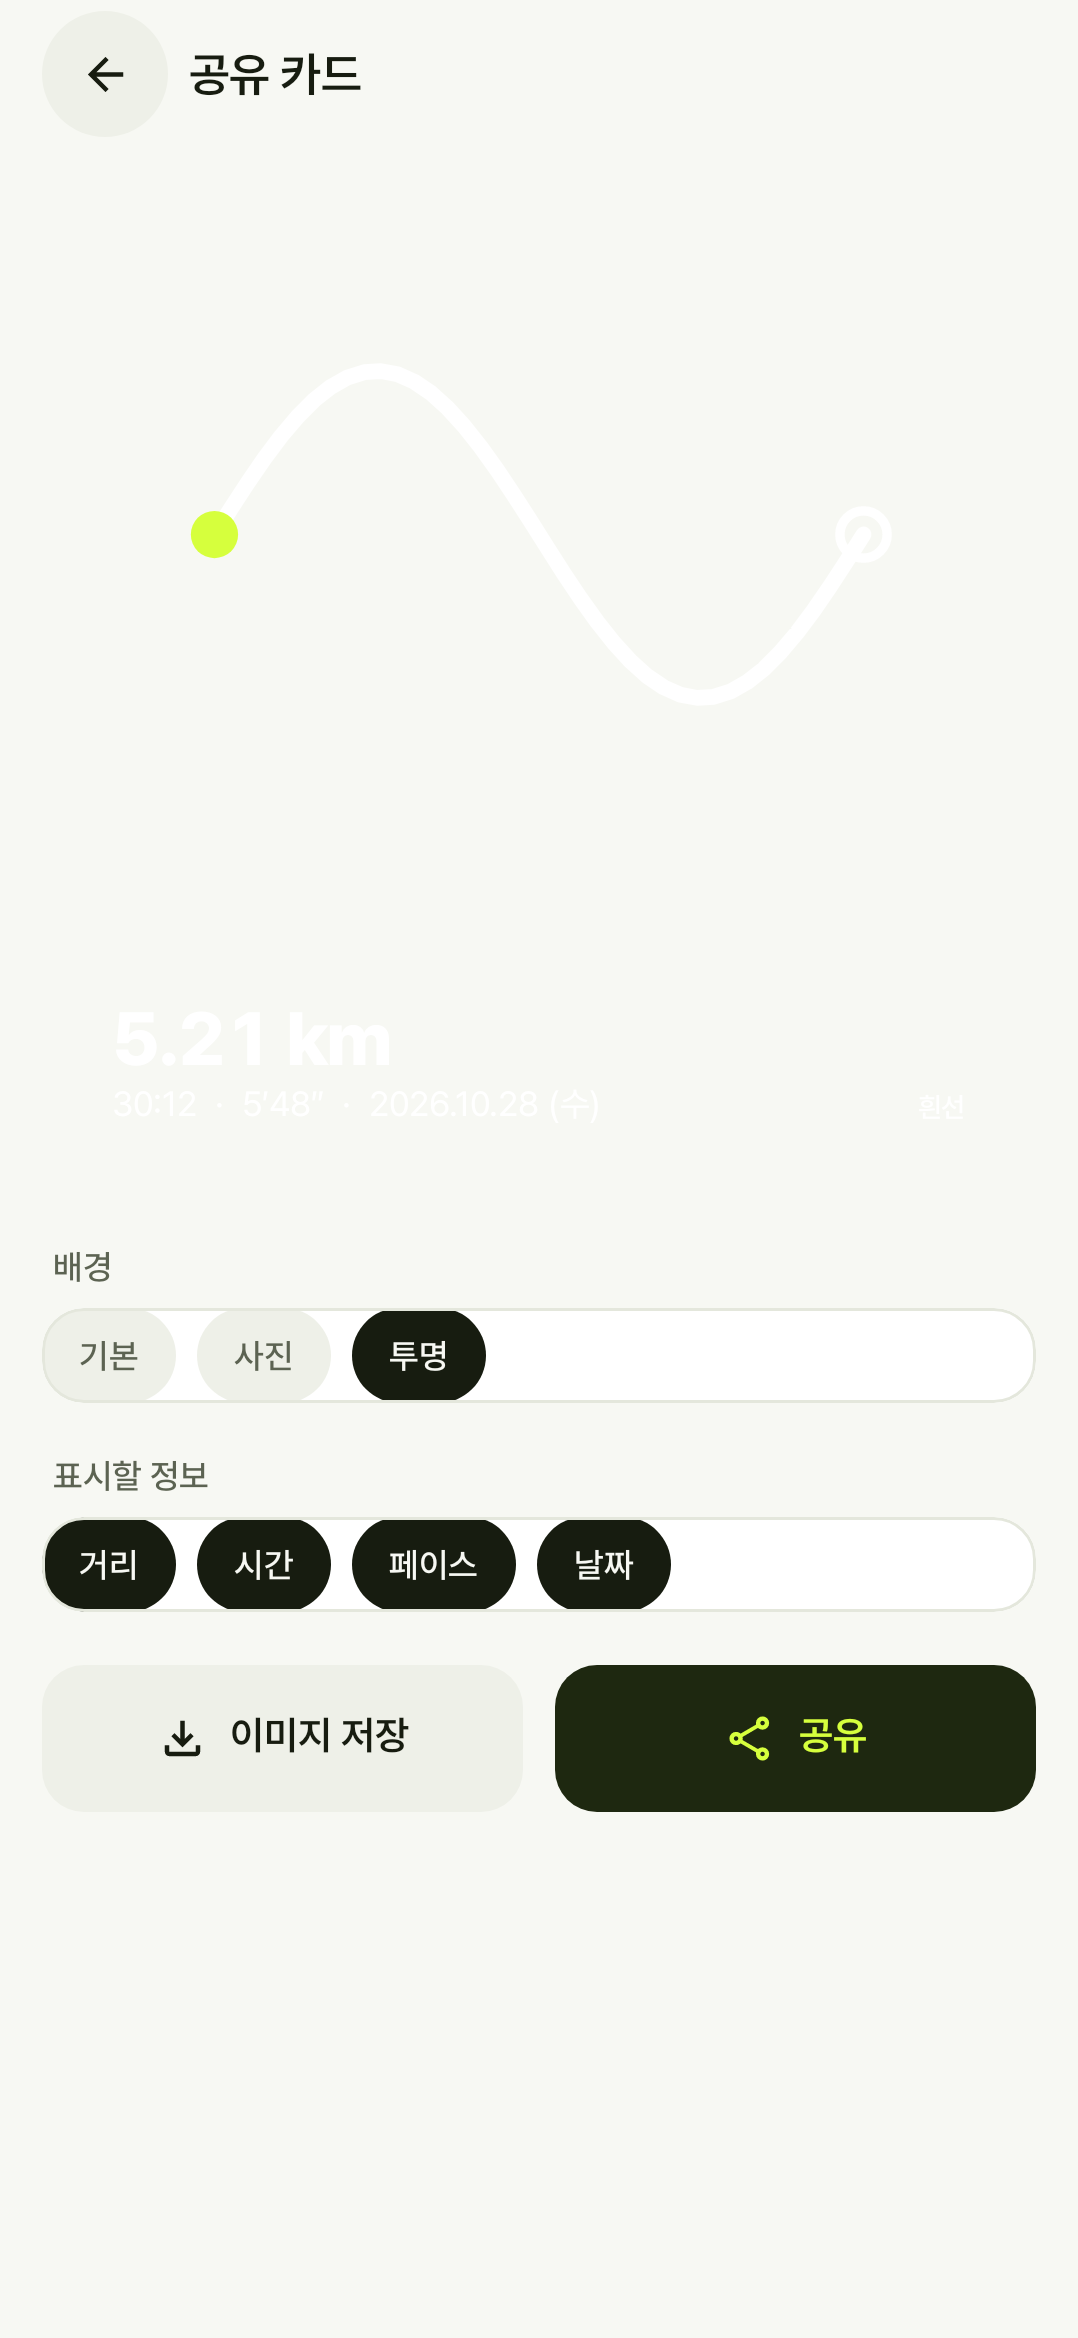 공유 카드
5.21 km
30:12 · 5'48" · 2026.10.28 (수)
흰선
배경
기본 사진 투명
표시할 정보
거리 시간 페이스 날짜
이미지 저장 공유